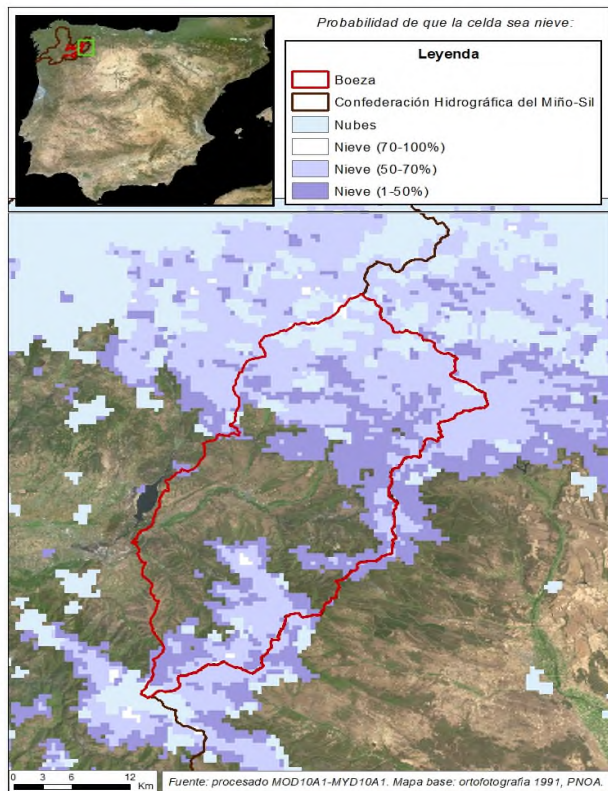 Probabilidad de que la celda sea nieve:
Leyenda
Boeza
Confederación Hidrográfica del Miño-Sil
Nubes
Nieve (70-100%)
Nieve (50-70%)
Nieve (1-50%)
0 3 6 12
Km
Fuente: procesado MOD10A1-MYD10A1. Mapa base: ortofotografía 1991, PNOA.